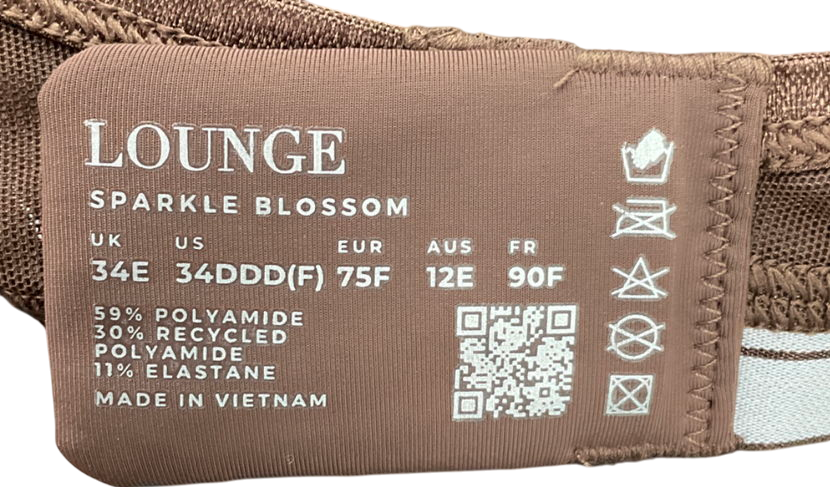 LOUNGE
SPARKLE BLOSSOM
UK US EUR AUS FR
34E 34DDD(F) 75F 12E 90F
59% POLYAMIDE
30% RECYCLED
POLYAMIDE
11% ELASTANE
MADE IN VIETNAM